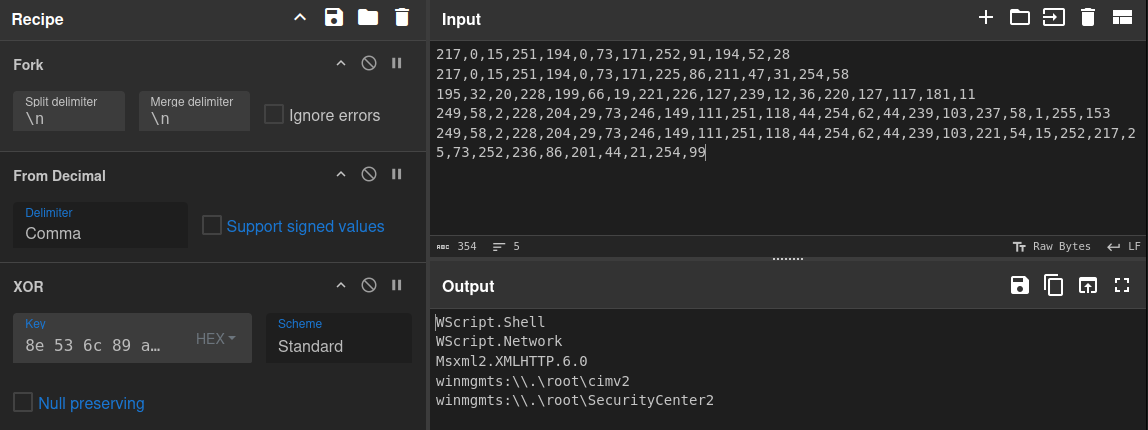 Recipe
Fork
Split delimiter
\n
Merge delimiter
\n
Ignore errors
From Decimal
Delimiter
Comma
Support signed values
XOR
Key
8e 53 6c 89 a…
HEX
Scheme
Standard
Null preserving
Input
217,0,15,251,194,0,73,171,252,91,194,52,28
217,0,15,251,194,0,73,171,225,86,211,47,31,254,58
195,32,20,228,199,66,19,221,226,127,239,12,36,220,127,117,181,11
249,58,2,228,204,29,73,246,149,111,251,118,44,254,62,44,239,103,237,58,1,255,153
249,58,2,228,204,29,73,246,149,111,251,118,44,254,62,44,239,103,221,54,15,252,217,2
5,73,252,236,86,201,44,21,254,99
ABC 354
5
Tt Raw Bytes
LF
Output
WScript.Shell
WScript.Network
Msxml2.XMLHTTP.6.0
winmgmts:\\.\root\cimv2
winmgmts:\\.\root\SecurityCenter2